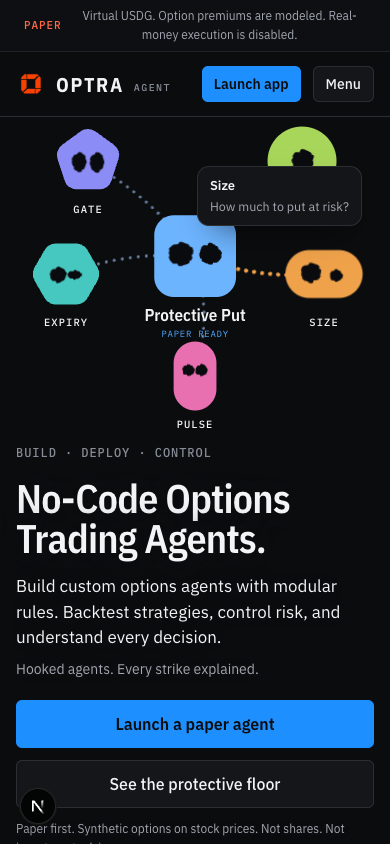 PAPER
Virtual USDG. Option premiums are modeled. Real-
money execution is disabled.
OPTRA AGENT
Launch app
Menu
GATE
Size
How much to put at risk?
EXPIRY
SIZE
Protective Put
PAPER READY
PULSE
BUILD · DEPLOY · CONTROL
No-Code Options
Trading Agents.
Build custom options agents with modular
rules. Backtest strategies, control risk, and
understand every decision.
Hooked agents. Every strike explained.
Launch a paper agent
See the protective floor
N
Paper first. Synthetic options on stock prices. Not shares. Not